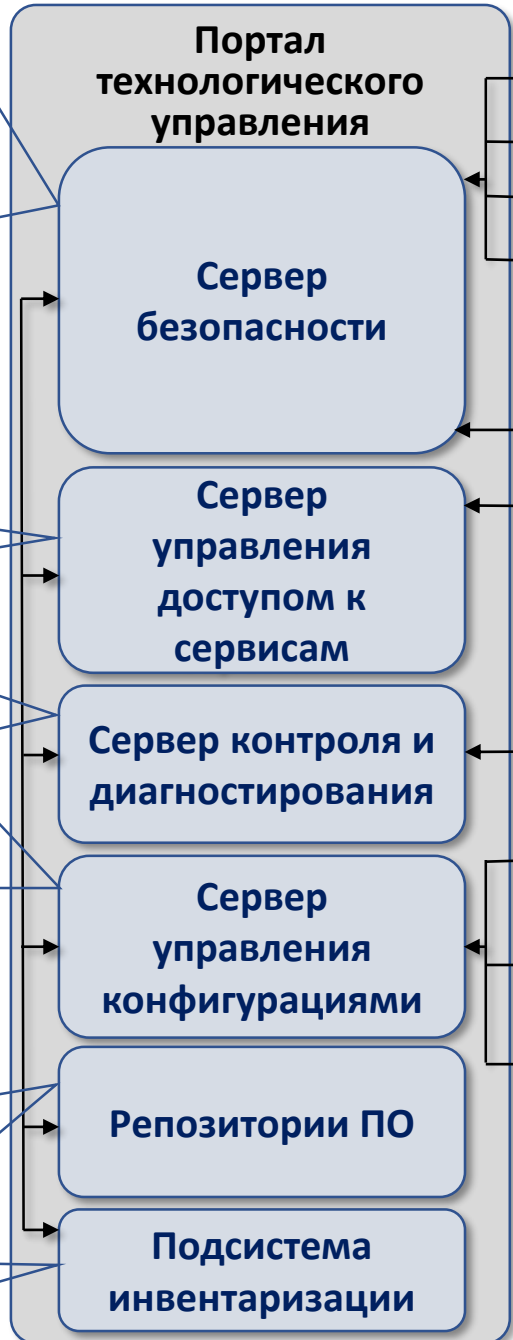 Портал
технологического
управления
Сервер
безопасности
Сервер
управления
доступом к
сервисам
Сервер контроля и
диагностирования
Сервер
управления
конфигурациями
Репозитории ПО
Подсистема
инвентаризации